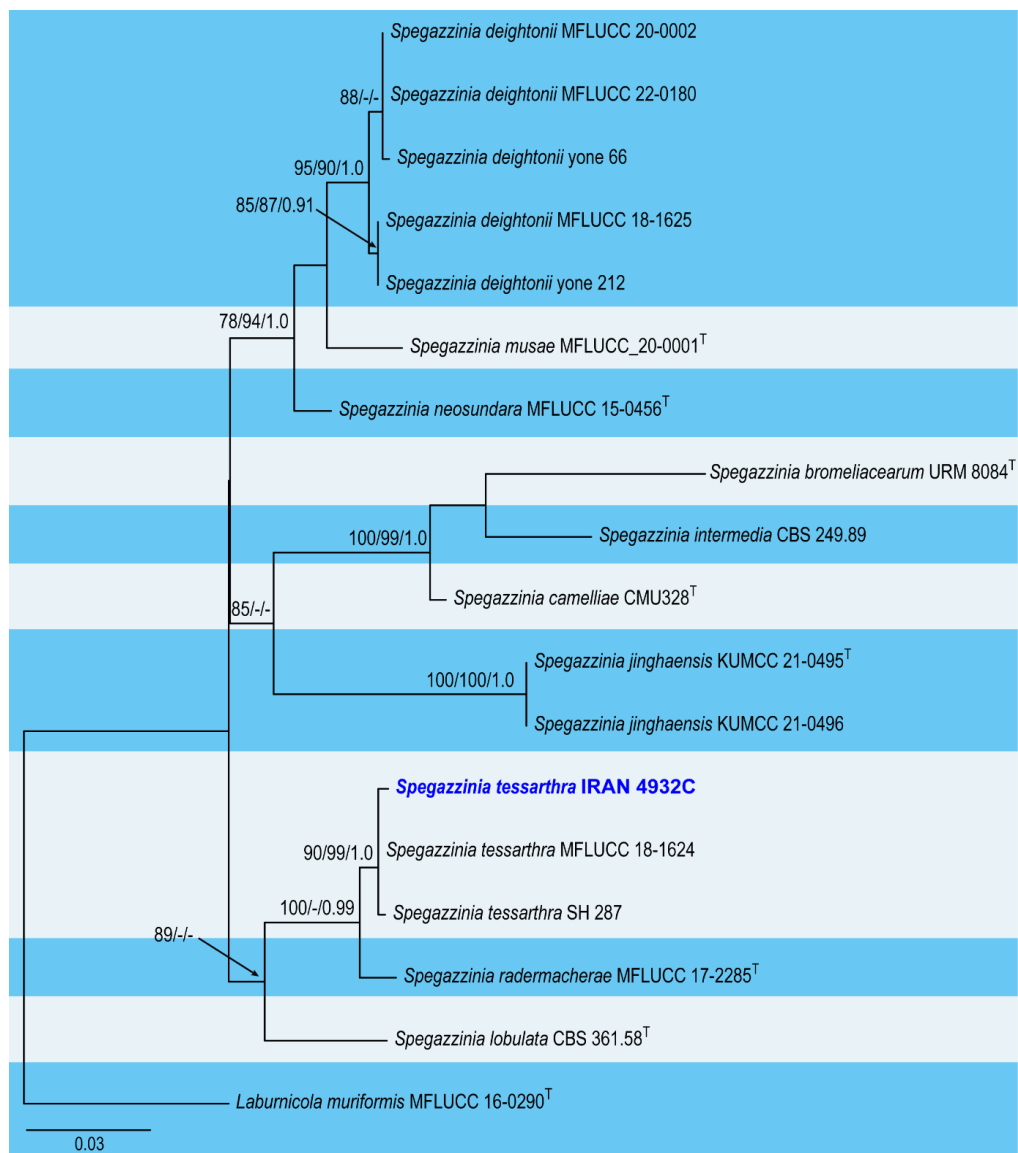 Spegazzinia deightonii MFLUCC 20-0002
88/-/-
Spegazzinia deightonii MFLUCC 22-0180
Spegazzinia deightonii yone 66
95/90/1.0
85/87/0.91
Spegazzinia deightonii MFLUCC 18-1625
Spegazzinia deightonii yone 212
78/94/1.0
Spegazzinia musae MFLUCC_20-0001T
Spegazzinia neosundara MFLUCC 15-0456T
Spegazzinia bromeliacearum URM 8084T
100/99/1.0
Spegazzinia intermedia CBS 249.89
Spegazzinia camelliae CMU328T
85/-/-
Spegazzinia jinghaensis KUMCC 21-0495T
100/100/1.0
Spegazzinia jinghaensis KUMCC 21-0496
Spegazzinia tessarthra IRAN 4932C
90/99/1.0
Spegazzinia tessarthra MFLUCC 18-1624
100/-/0.99
Spegazzinia tessarthra SH 287
89/-/-
Spegazzinia radermacherae MFLUCC 17-2285T
Spegazzinia lobulata CBS 361.58T
Laburnicola muriformis MFLUCC 16-0290T
0.03